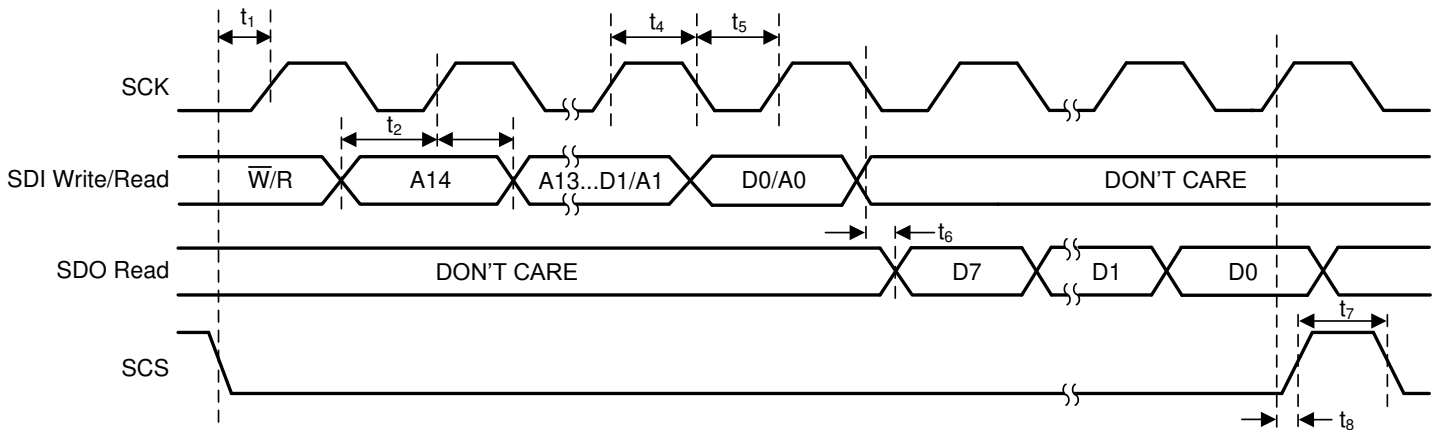 t₁
t₄
t₅
SCK
t₂
SDI Write/Read
W̅/R
A14
A13...D1/A1
D0/A0
DON'T CARE
t₆
SDO Read
DON'T CARE
D7
D1
D0
t₇
SCS
t₈